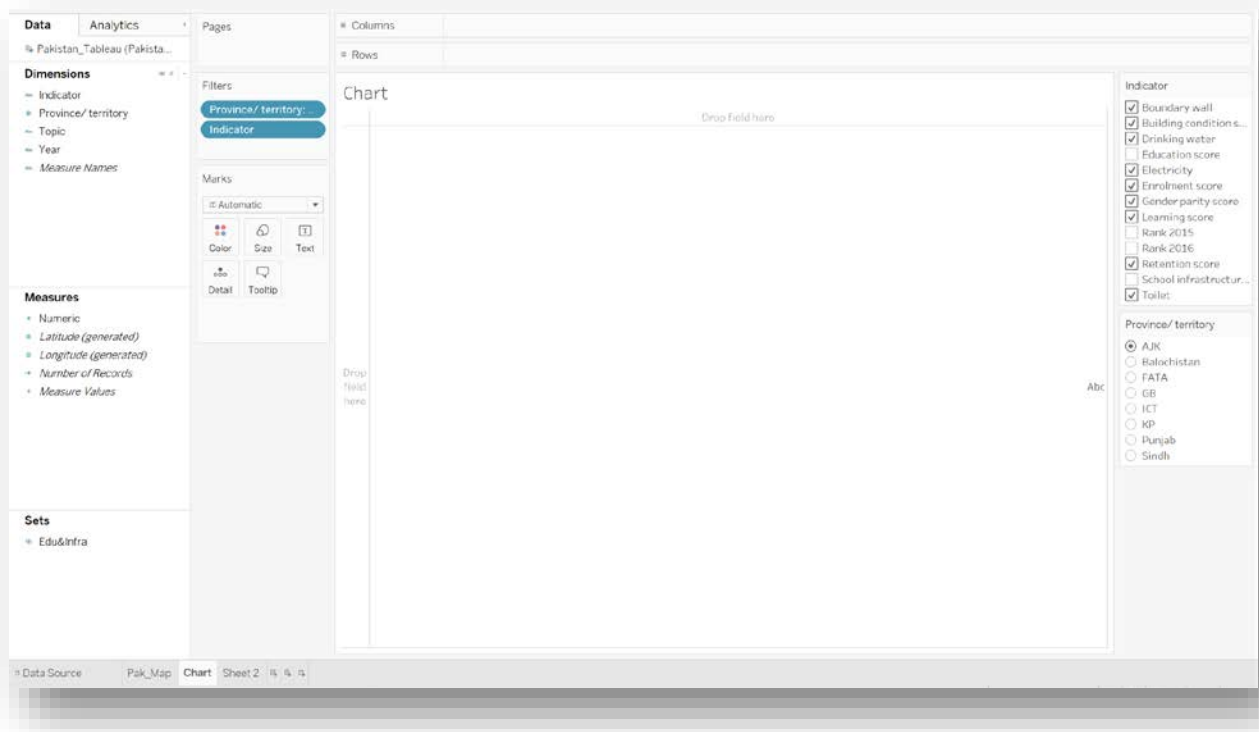 Data Analytics
Pakistan_Tableau (Pakista...
Dimensions
Indicator
Province/ territory
Topic
Year
Measure Names
Measures
Numeric
Latitude (generated)
Longitude (generated)
Number of Records
Measure Values
Sets
Edu&Infra
Pages
Filters
Province/ territory:...
Indicator
Marks
Automatic
Color Size Text
Detail Tooltip
Columns
Rows
Chart
Drop field here
Drop
field
here
Abc
Indicator
Boundary wall
Building condition s...
Drinking water
Education score
Electricity
Enrolment score
Gender parity score
Learning score
Rank 2015
Rank 2016
Retention score
School infrastructur...
Toilet
Province/ territory
AJK
Balochistan
FATA
GB
ICT
KP
Punjab
Sindh
Data Source Pak_Map Chart Sheet 2